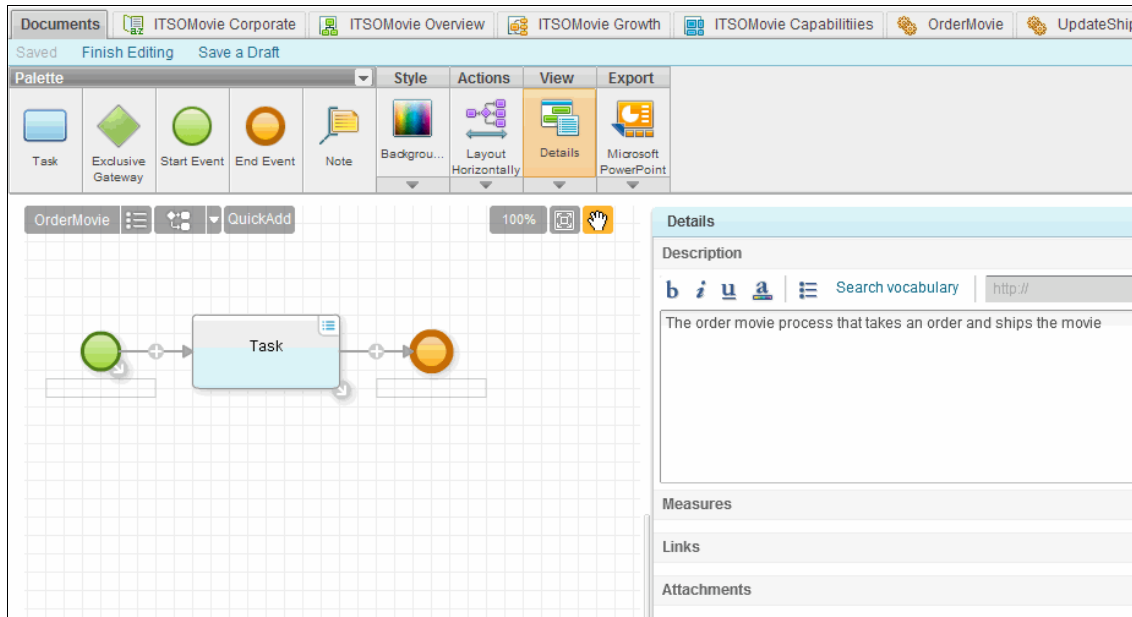 Documents ITSOMovie Corporate ITSOMovie Overview ITSOMovie Growth ITSOMovie Capabilitiies OrderMovie UpdateShip
Saved Finish Editing Save a Draft
Palette Style Actions View Export
Task Exclusive Gateway Start Event End Event Note Backgrou... Layout Horizontally Details Microsoft PowerPoint
OrderMovie QuickAdd 100%
Details
Description
b i u a Search vocabulary http://
The order movie process that takes an order and ships the movie
Task
Measures
Links
Attachments